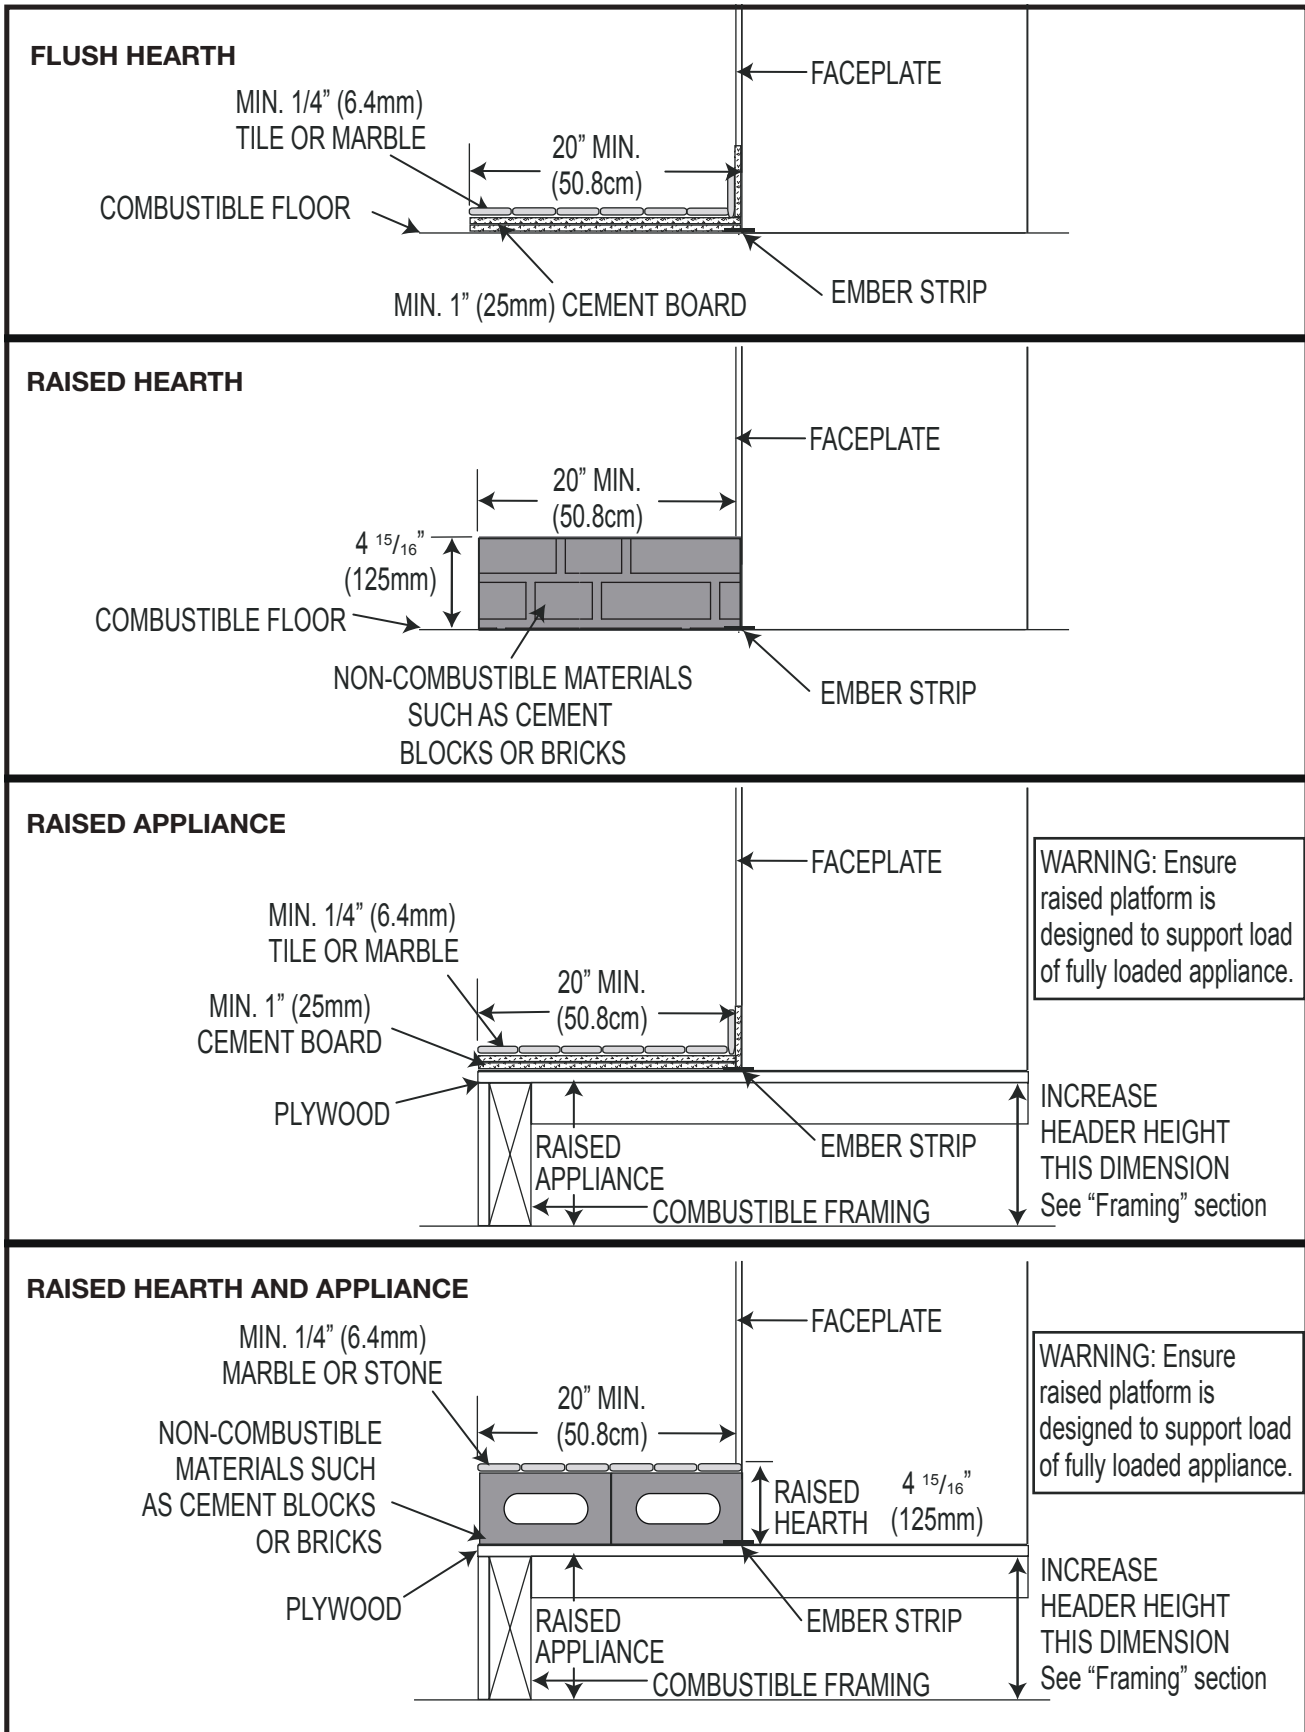 FLUSH HEARTH
MIN. 1/4” (6.4mm)
TILE OR MARBLE
FACEPLATE
20” MIN.
(50.8cm)
COMBUSTIBLE FLOOR
EMBER STRIP
MIN. 1” (25mm) CEMENT BOARD
RAISED HEARTH
FACEPLATE
20” MIN.
(50.8cm)
4 15/16”
(125mm)
COMBUSTIBLE FLOOR
NON-COMBUSTIBLE MATERIALS
SUCH AS CEMENT
BLOCKS OR BRICKS
EMBER STRIP
RAISED APPLIANCE
FACEPLATE
WARNING: Ensure
raised platform is
designed to support load
of fully loaded appliance.
MIN. 1/4” (6.4mm)
TILE OR MARBLE
20” MIN.
(50.8cm)
MIN. 1” (25mm)
CEMENT BOARD
PLYWOOD
RAISED
APPLIANCE
EMBER STRIP
COMBUSTIBLE FRAMING
INCREASE
HEADER HEIGHT
THIS DIMENSION
See “Framing” section
RAISED HEARTH AND APPLIANCE
FACEPLATE
MIN. 1/4” (6.4mm)
MARBLE OR STONE
WARNING: Ensure
raised platform is
designed to support load
of fully loaded appliance.
20” MIN.
(50.8cm)
NON-COMBUSTIBLE
MATERIALS SUCH
AS CEMENT BLOCKS
OR BRICKS
RAISED
HEARTH
4 15/16”
(125mm)
PLYWOOD
RAISED
APPLIANCE
EMBER STRIP
COMBUSTIBLE FRAMING
INCREASE
HEADER HEIGHT
THIS DIMENSION
See “Framing” section